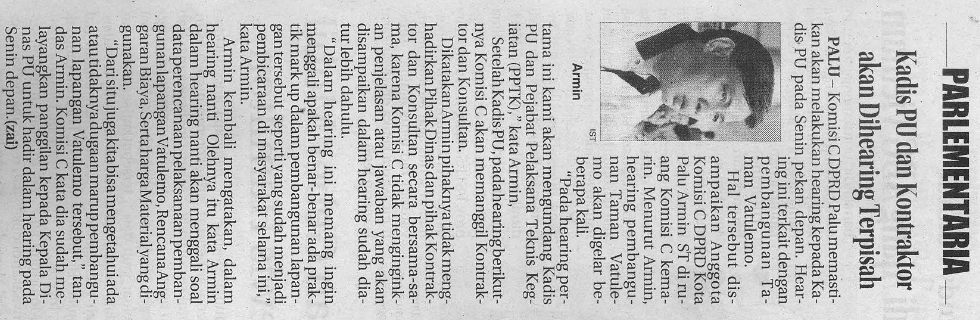 PARLEMENTARIA
Kadis PU dan Kontraktor
akan Dihearing Terpisah
PALU – Komisi C DPRD Palu memasti-
kan akan melakukan hearing kepada Ka-
dis PU pada Senin pekan depan. Hear-
ing ini terkait dengan
pembangunan Ta-
man Vatulemo.
Hal tersebut dis-
ampaikan Anggota
Komisi C DPRD Kota
Palu Armin ST di ru-
ang Komisi C kema-
rin. Menurut Armin,
hearing pembangu-
nan Taman Vatule-
mo akan digelar be-
berapa kali.
"Pada hearing per-
IST
Armin
tama ini kami akan mengundang Kadis
PU dan Pejabat Pelaksana Teknis Keg-
iatan (PPTK)," kata Armin,
Setelah Kadis PU, pada hearing berikut-
nya Komisi C akan memanggil Kontrak-
tor dan Konsultan.
Dikatakan Armin pihaknya tidak meng-
hadirkan Pihak Dinas dan pihak Kontrak-
tor dan Konsultan secara bersama-sa-
ma, karena Komisi C tidak menginginkan
an penjelasan atau jawaban yang akan
disampaikan dalam hearing sudah dia-
tur lebih dahulu.
"Dalam hearing ini memang ingin
menggali apakah benar-benar ada prak-
tik mark up dalam pembangunan lapan-
gan tersebut seperti yang sudah menjadi
pembicaraan di masyarakat selama ini,"
kata Armin.
Armin kembali mengatakan, dalam
hearing nanti Olehnya itu kata Armin
dalam hearing nanti akan menggali soal
data perencanaan pelaksanaan pemban-
gunan lapangan Vatulemo, Rencana Ang-
garan Biaya, Serta harga Material yang di-
gunakan.
"Dari situ juga kita bisa mengetahui ada
atau tidaknya dugaan marup pembangu-
nan lapangan Vatulemo tersebut," tan-
das Armin. Komisi C kata dia sudah me-
layangkan panggilan kepada Kepala Di-
nas PU untuk hadir dalam hearing pada
Senin depan. (zai)